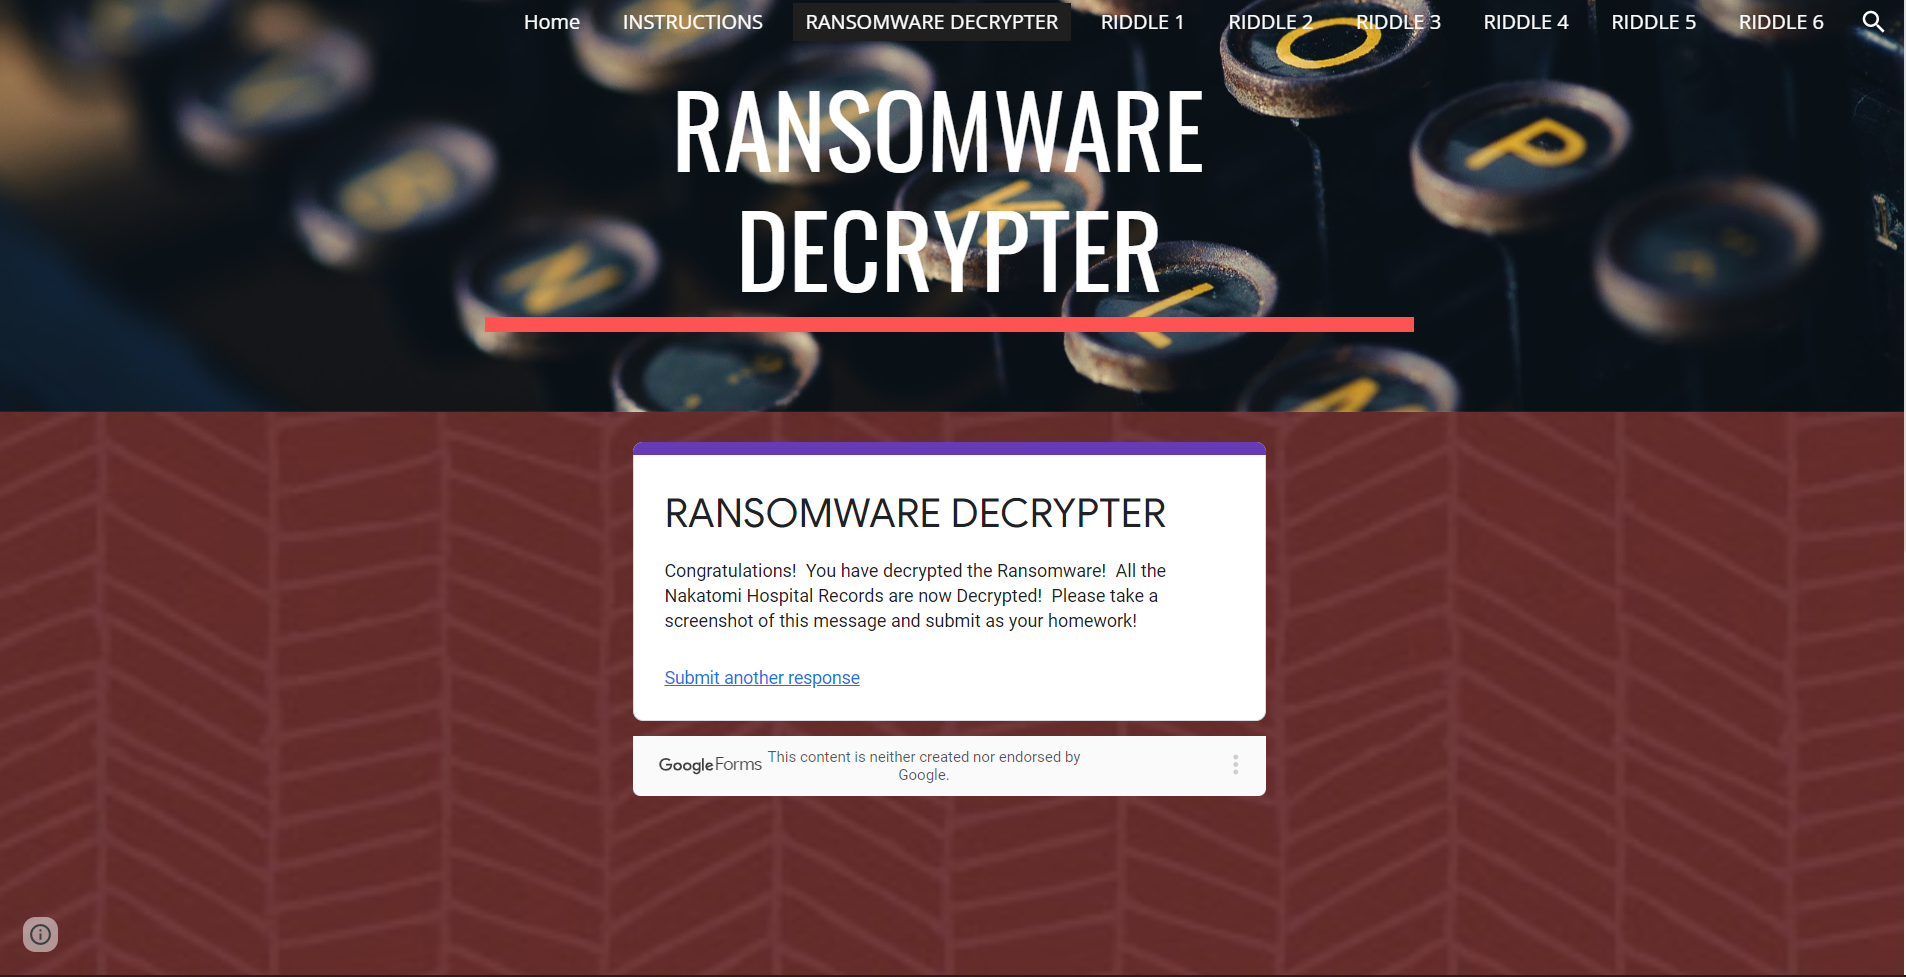 Home INSTRUCTIONS RANSOMWARE DECRYPTER RIDDLE 1 RIDDLE 2 RIDDLE 3 RIDDLE 4 RIDDLE 5 RIDDLE 6
RANSOMWARE
DECRYPTER
O
P
K
N
L
A
RANSOMWARE DECRYPTER
Congratulations!  You have decrypted the Ransomware!  All the
Nakatomi Hospital Records are now Decrypted!  Please take a
screenshot of this message and submit as your homework!
Submit another response
Google Forms This content is neither created nor endorsed by
Google.